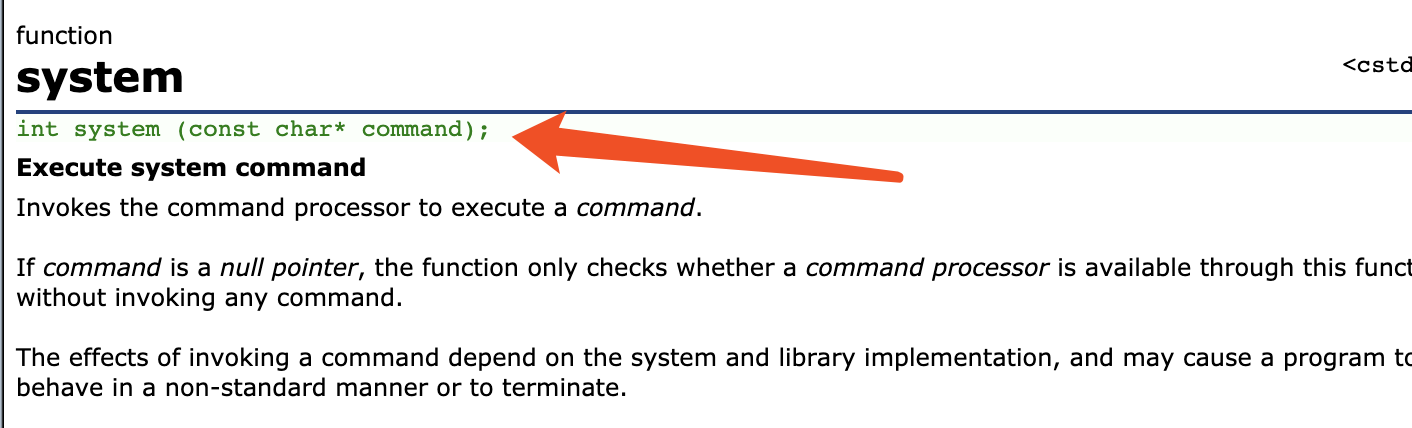 function
system
<cstd
int system (const char* command);
Execute system command
Invokes the command processor to execute a command.
If command is a null pointer, the function only checks whether a command processor is available through this funct
without invoking any command.
The effects of invoking a command depend on the system and library implementation, and may cause a program to
behave in a non-standard manner or to terminate.